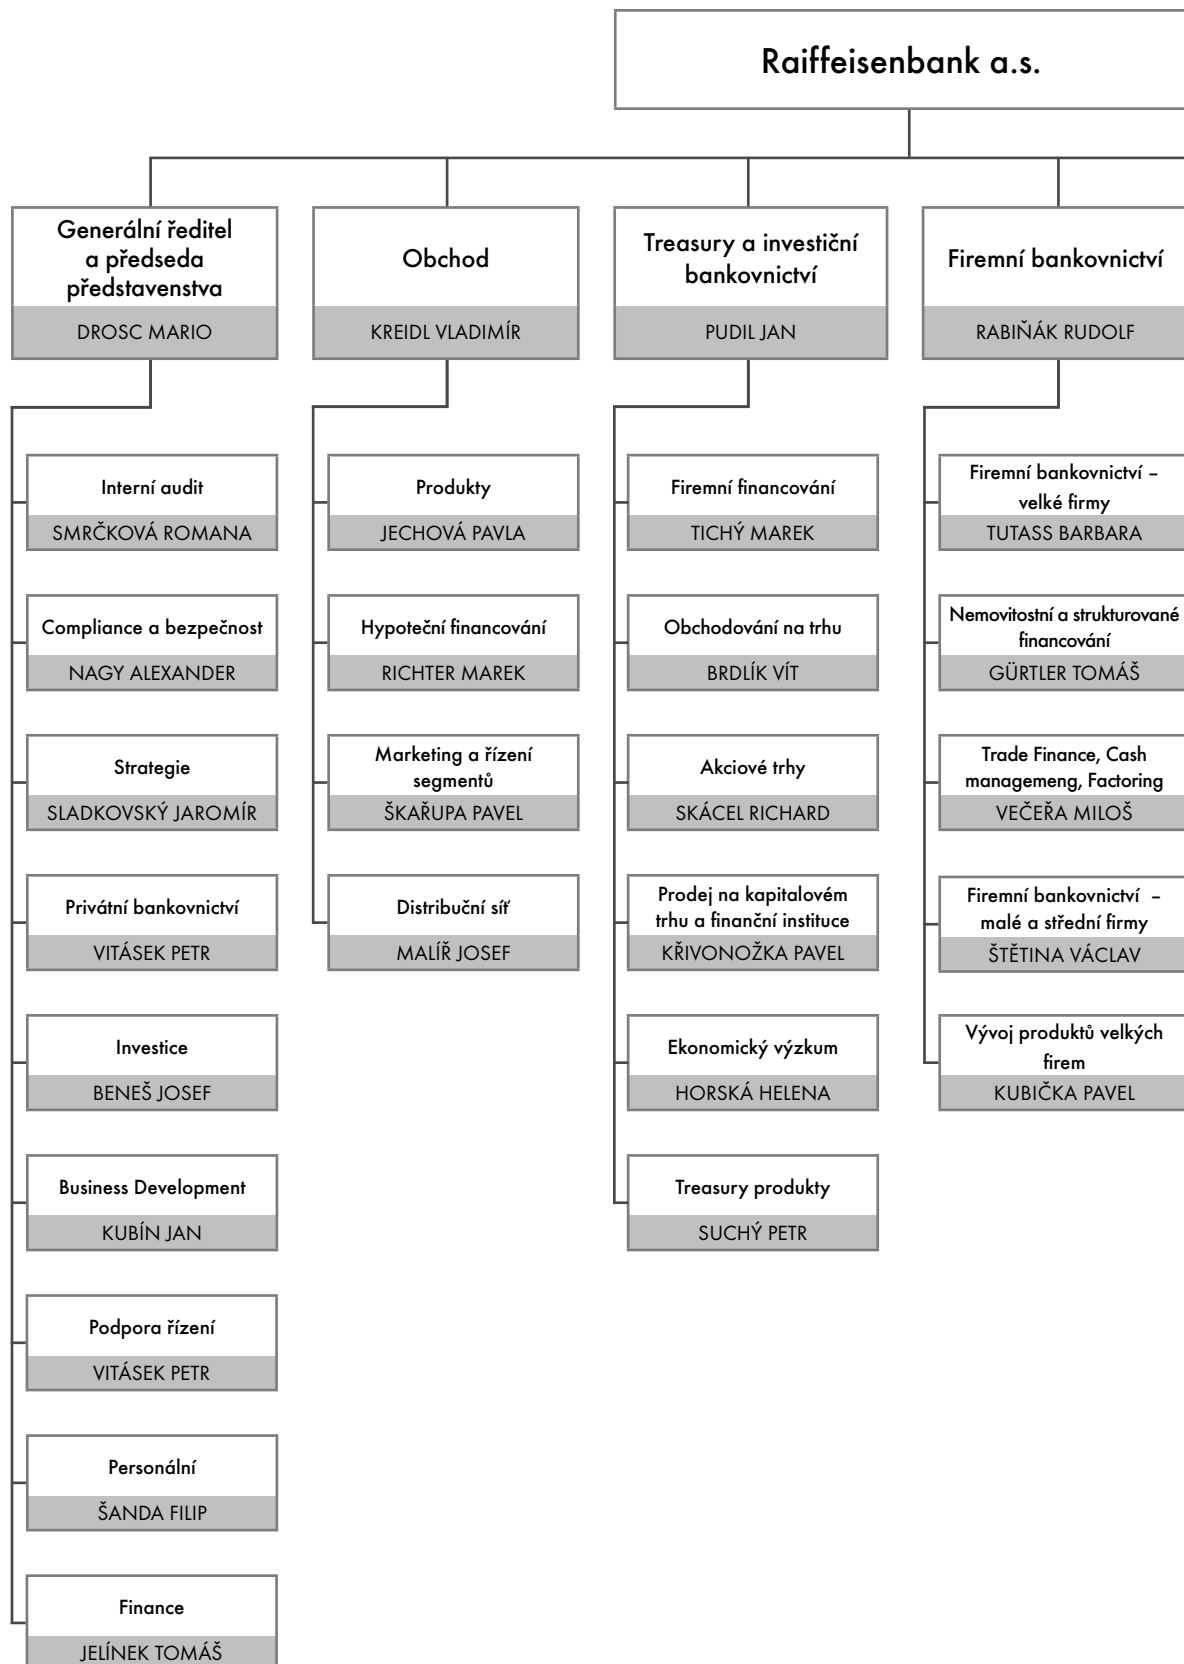 Raiffeisenbank a.s.
Generální ředitel
a předseda
představenstva
DROSC MARIO
Obchod
KREIDL VLADIMÍR
Treasury a investiční
bankovnictví
PUDIL JAN
Firemní bankovnictví
RABIŇÁK RUDOLF
Interní audit
SMRČKOVÁ ROMANA
Compliance a bezpečnost
NAGY ALEXANDER
Strategie
SLADKOVSKÝ JAROMÍR
Privátní bankovnictví
VITÁSEK PETR
Investice
BENEŠ JOSEF
Business Development
KUBÍN JAN
Podpora řízení
VITÁSEK PETR
Personální
ŠANDA FILIP
Finance
JELÍNEK TOMÁŠ
Produkty
JECHOVÁ PAVLA
Hypoteční financování
RICHTER MAREK
Marketing a řízení
segmentů
ŠKAŘUPA PAVEL
Distribuční síť
MALÍŘ JOSEF
Firemní financování
TICHÝ MAREK
Obchodování na trhu
BRDLÍK VÍT
Akciové trhy
SKÁCEL RICHARD
Prodej na kapitalovém
trhu a finanční instituce
KŘIVONOŽKA PAVEL
Ekonomický výzkum
HORSKÁ HELENA
Treasury produkty
SUCHÝ PETR
Firemní bankovnictví –
velké firmy
TUTASS BARBARA
Nemovitostní a strukturované
financování
GÜRTLER TOMÁŠ
Trade Finance, Cash
managemeng, Factoring
VEČEŘA MILOŠ
Firemní bankovnictví –
malé a střední firmy
ŠTĚTINA VÁCLAV
Vývoj produktů velkých
firem
KUBIČKA PAVEL